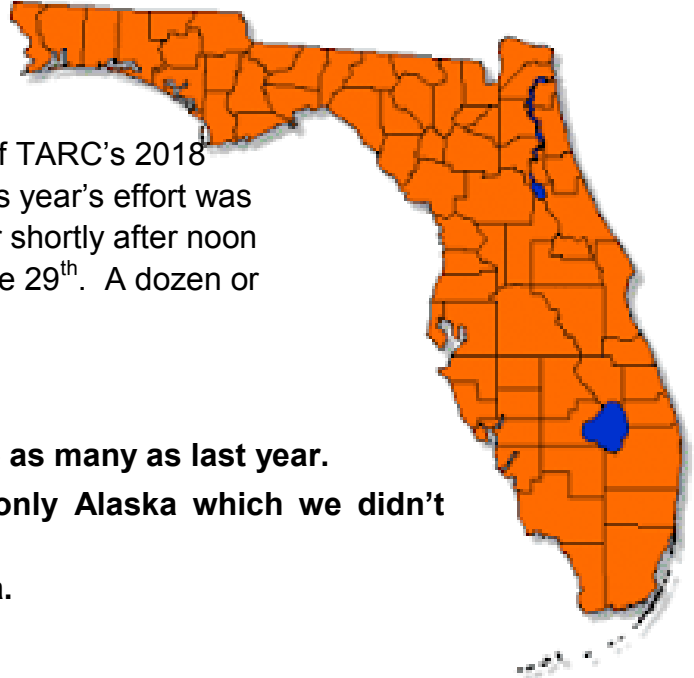 f TARC’s 2018
s year’s effort was
r shortly after noon
e 29th. A dozen or
as many as last year.
only Alaska which we didn’t
a.